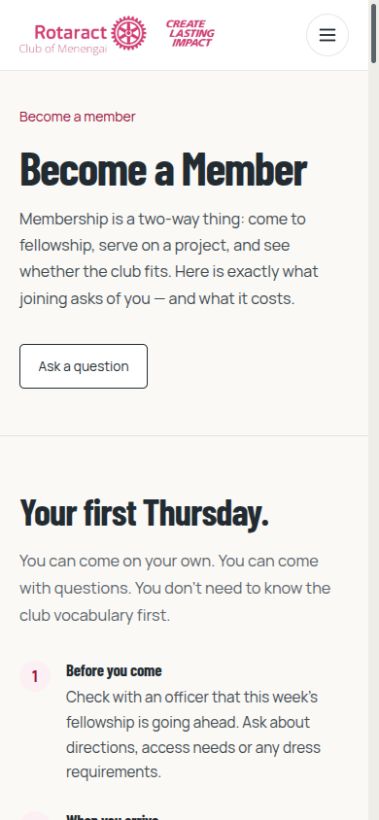 Rotaract
Club of Menengai
CREATE
LASTING
IMPACT
Become a member
Become a Member
Membership is a two-way thing: come to
fellowship, serve on a project, and see
whether the club fits. Here is exactly what
joining asks of you — and what it costs.
Ask a question
Your first Thursday.
You can come on your own. You can come
with questions. You don't need to know the
club vocabulary first.
1
Before you come
Check with an officer that this week's
fellowship is going ahead. Ask about
directions, access needs or any dress
requirements.
When you arrive